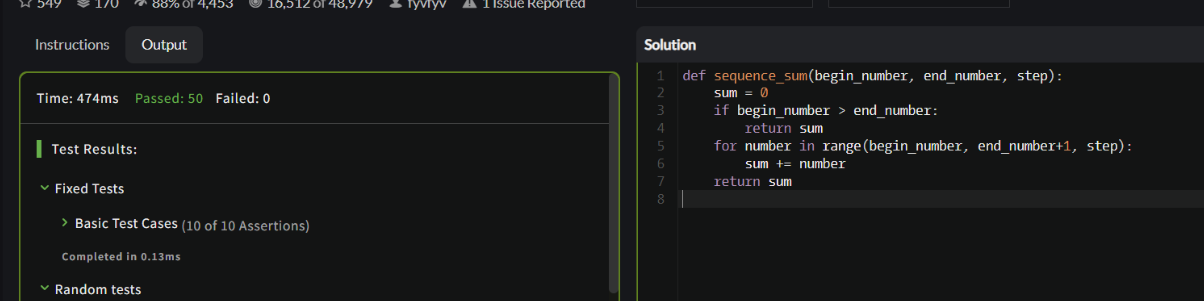 549 170 88% of 4,453 16,512 of 48,979 fyvfyv 1 Issue Reported
Instructions Output
Time: 474ms Passed: 50 Failed: 0
Test Results:
Fixed Tests
Basic Test Cases (10 of 10 Assertions)
Completed in 0.13ms
Random tests
Solution
1 def sequence_sum(begin_number, end_number, step):
2 sum = 0
3 if begin_number > end_number:
4 return sum
5 for number in range(begin_number, end_number+1, step):
6 sum += number
7 return sum
8